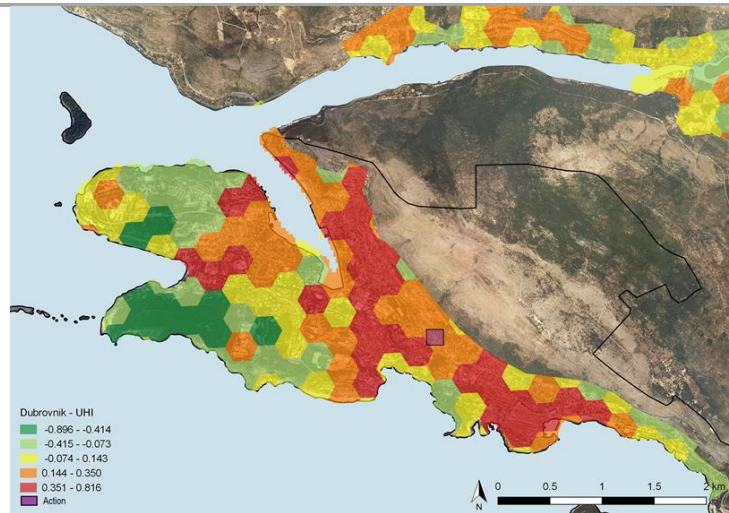 Dubrovnik - UHI
-0.896 - -0.414
-0.415 - -0.073
-0.074 - 0.143
0.144 - 0.350
0.351 - 0.816
Action
N
0 0.5 1 1.5 2 km